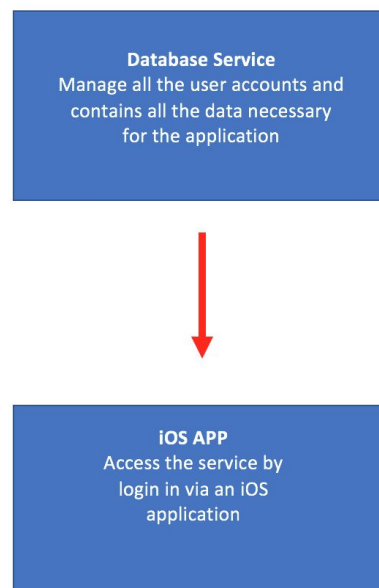 Database Service
Manage all the user accounts and
contains all the data necessary
for the application
iOS APP
Access the service by
login in via an iOS
application